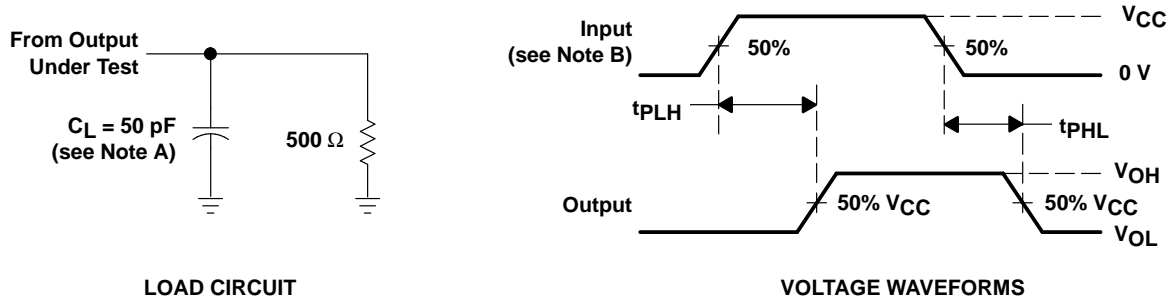 From Output
Under Test
CL = 50 pF
(see Note A)
500 Ω
LOAD CIRCUIT
Input
(see Note B)
50%
50%
VCC
0 V
tPLH
tPHL
Output
50% VCC
50% VCC
VOH
VOL
VOLTAGE WAVEFORMS